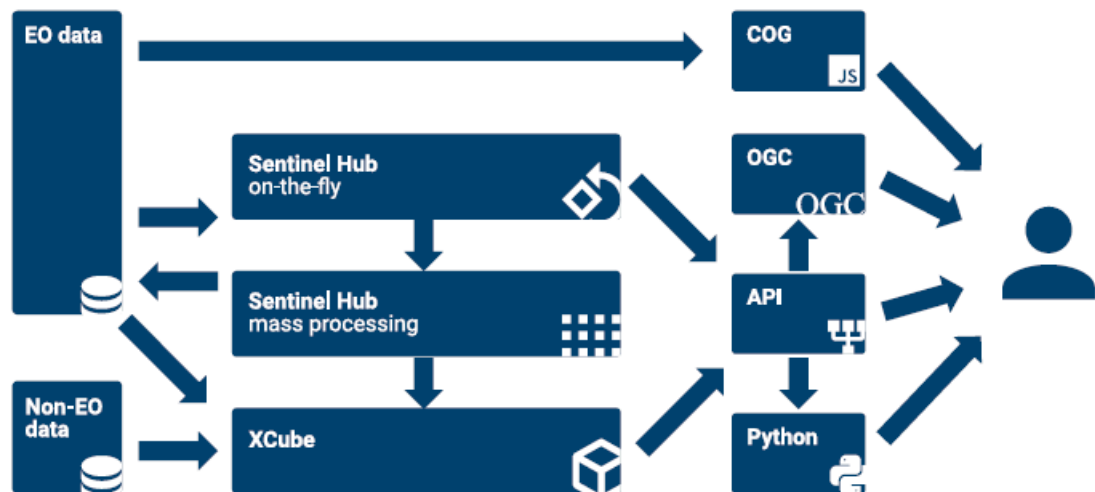 EO data
COG
JS
Sentinel Hub
on-the-fly
OGC
OGC
Sentinel Hub
mass processing
API
Non-EO
data
XCube
Python